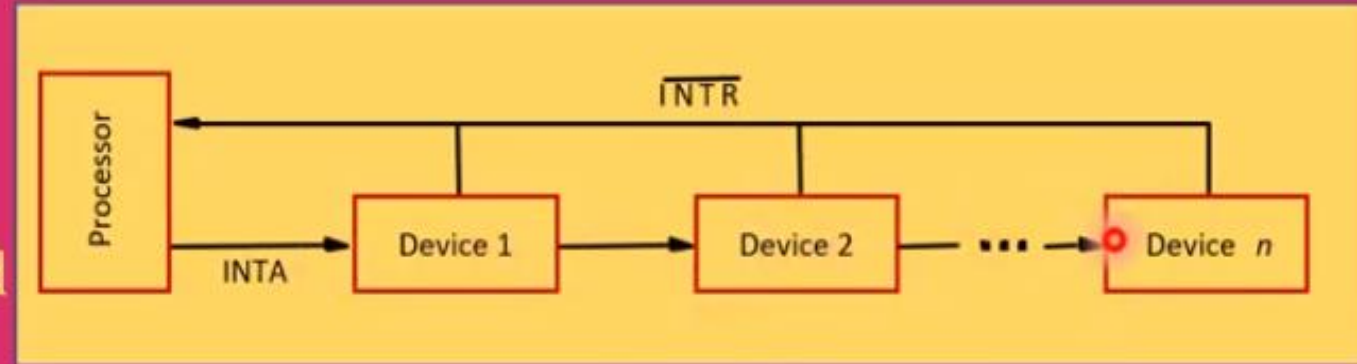 INTR
Processor
INTA
Device 1
Device 2
...
Device n